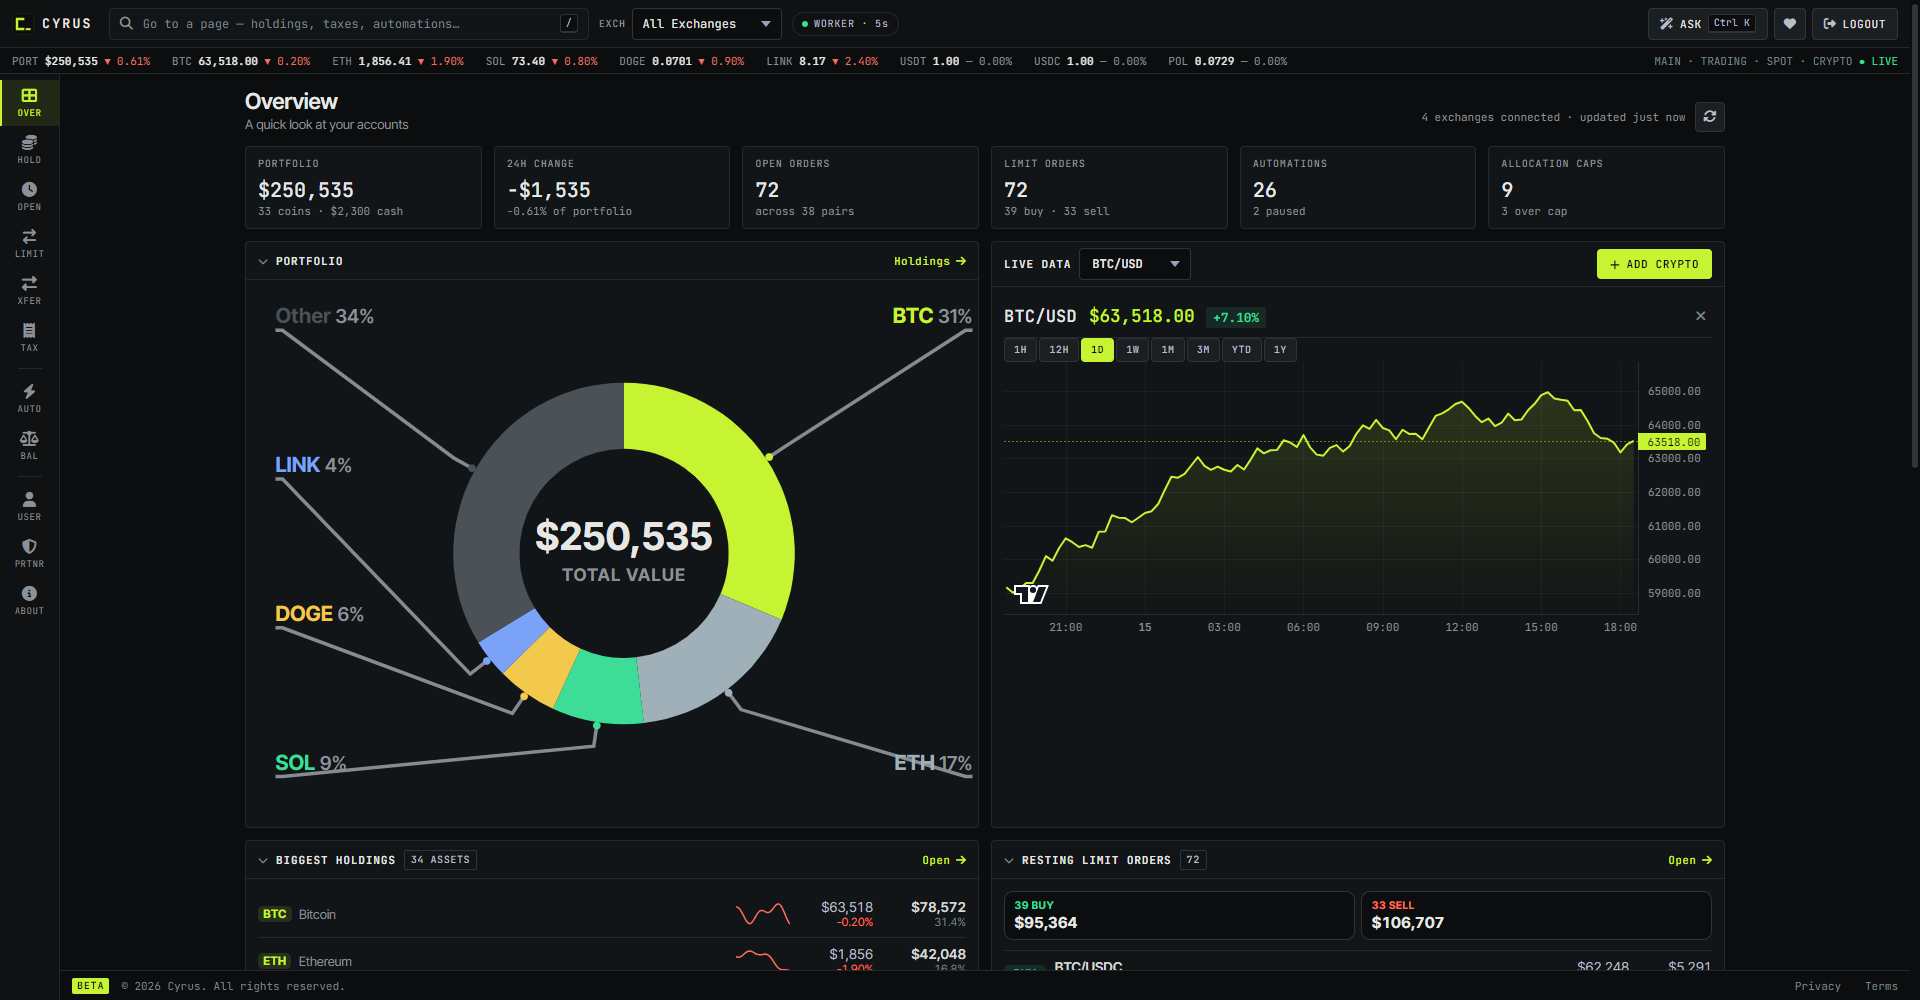 CYRUS
Go to a page — holdings, taxes, automations…
/
EXCH
All Exchanges
WORKER · 5s
ASK
Ctrl K
LOGOUT
PORT $250,535 ▼ 0.61%
BTC 63,518.00 ▼ 0.20%
ETH 1,856.41 ▼ 1.90%
SOL 73.40 ▼ 0.80%
DOGE 0.0701 ▼ 0.90%
LINK 8.17 ▼ 2.40%
USDT 1.00 — 0.00%
USDC 1.00 — 0.00%
POL 0.0729 — 0.00%
MAIN · TRADING · SPOT · CRYPTO ● LIVE
OVER
HOLD
OPEN
LIMIT
XFER
TAX
AUTO
BAL
USER
PRTNR
ABOUT
Overview
A quick look at your accounts
4 exchanges connected · updated just now
PORTFOLIO
$250,535
33 coins · $2,300 cash
24H CHANGE
-$1,535
-0.61% of portfolio
OPEN ORDERS
72
across 38 pairs
LIMIT ORDERS
72
39 buy · 33 sell
AUTOMATIONS
26
2 paused
ALLOCATION CAPS
9
3 over cap
PORTFOLIO
Holdings →
Other 34%
BTC 31%
LINK 4%
DOGE 6%
SOL 9%
ETH 17%
$250,535
TOTAL VALUE
LIVE DATA
BTC/USD
+ ADD CRYPTO
BTC/USD $63,518.00 +7.10%
1H 12H 1D 1W 1M 3M YTD 1Y
65000.00
64000.00
63518.00
63000.00
62000.00
61000.00
60000.00
59000.00
21:00 15 03:00 06:00 09:00 12:00 15:00 18:00
BIGGEST HOLDINGS
34 ASSETS
Open →
BTC Bitcoin
$63,518
-0.20%
$78,572
31.4%
ETH Ethereum
$1,856
-1.90%
$42,048
16.8%
RESTING LIMIT ORDERS
72
Open →
39 BUY
$95,364
33 SELL
$106,707
BTC/USDC
$62,248
$5,291
BETA
© 2026 Cyrus. All rights reserved.
Privacy
Terms